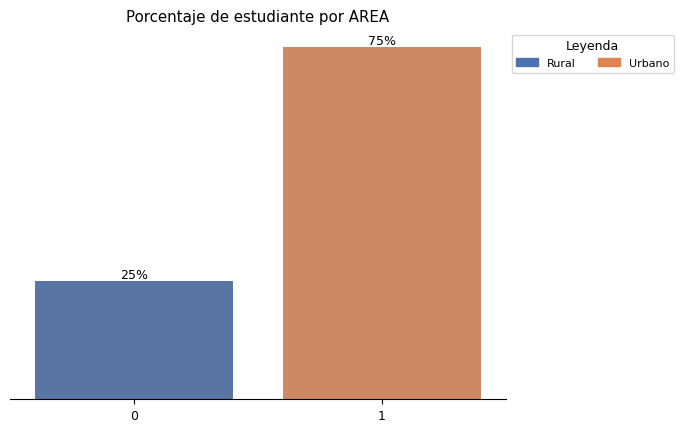 Porcentaje de estudiante por AREA
75%
Leyenda
Rural Urbano
25%
0 1